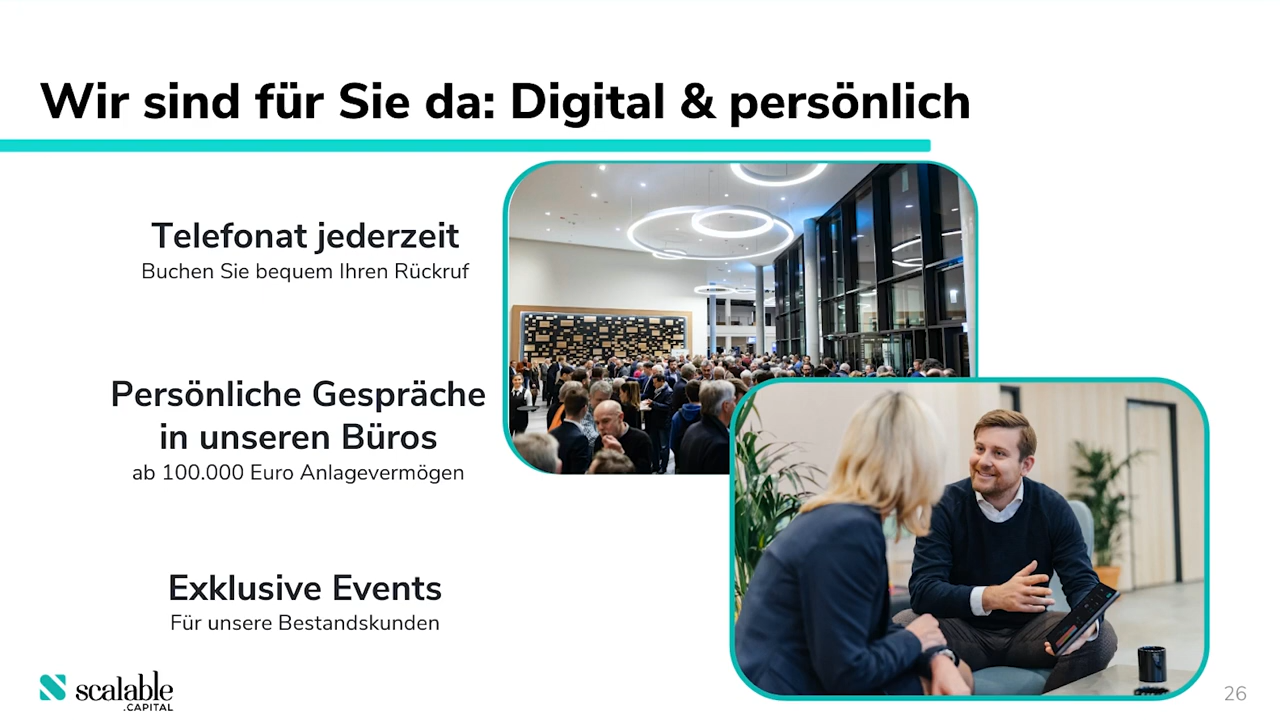 Wir sind für Sie da: Digital & persönlich
Telefonat jederzeit
Buchen Sie bequem Ihren Rückruf
Persönliche Gespräche
in unseren Büros
ab 100.000 Euro Anlagevermögen
Exklusive Events
Für unsere Bestandskunden
scalable
.CAPITAL
26